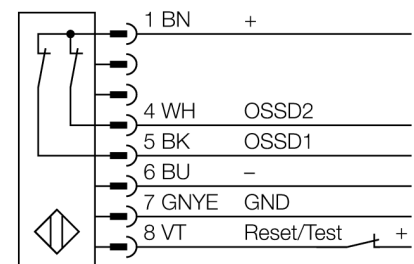 1 BN +
4 WH OSSD2
5 BK OSSD1
6 BU –
7 GNYE GND
8 VT Reset/Test +